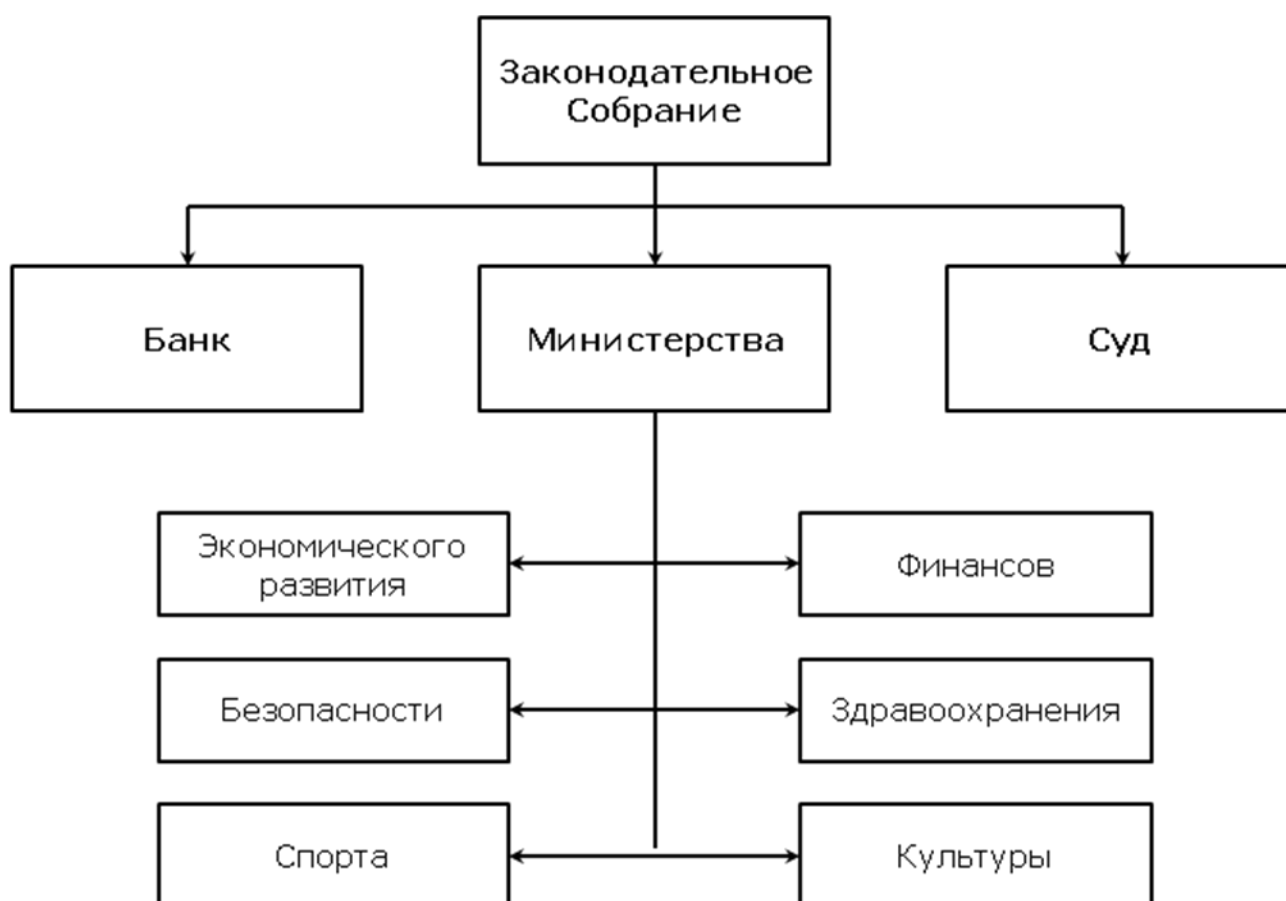 Законодательное
Собрание
Банк
Министерства
Суд
Экономического
развития
Финансов
Безопасности
Здравоохранения
Спорта
Культуры